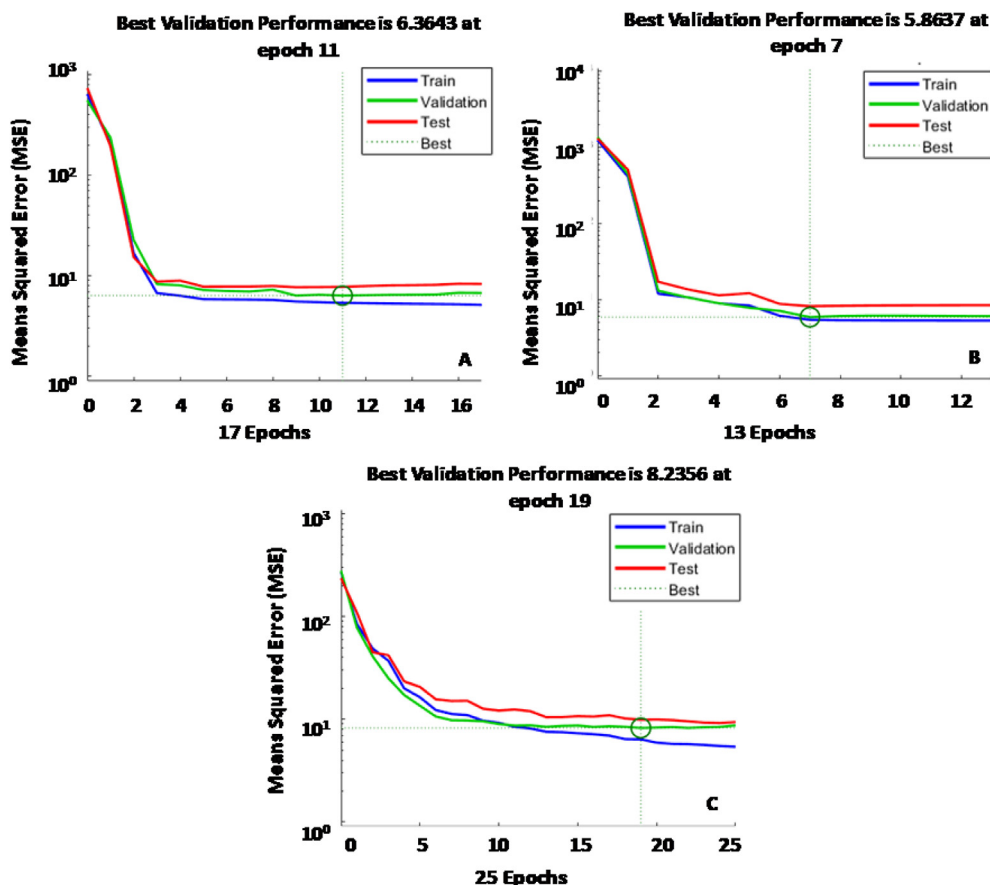 Best Validation Performance is 6.3643 at
epoch 11
Means Squared Error (MSE)
10³
10²
10¹
10⁰
Train
Validation
Test
Best
A
0 2 4 6 8 10 12 14 16
17 Epochs
Best Validation Performance is 5.8637 at
epoch 7
Means Squared Error (MSE)
10⁴
10³
10²
10¹
10⁰
Train
Validation
Test
Best
B
0 2 4 6 8 10 12
13 Epochs
Best Validation Performance is 8.2356 at
epoch 19
Means Squared Error (MSE)
10³
10²
10¹
10⁰
Train
Validation
Test
Best
C
0 5 10 15 20 25
25 Epochs